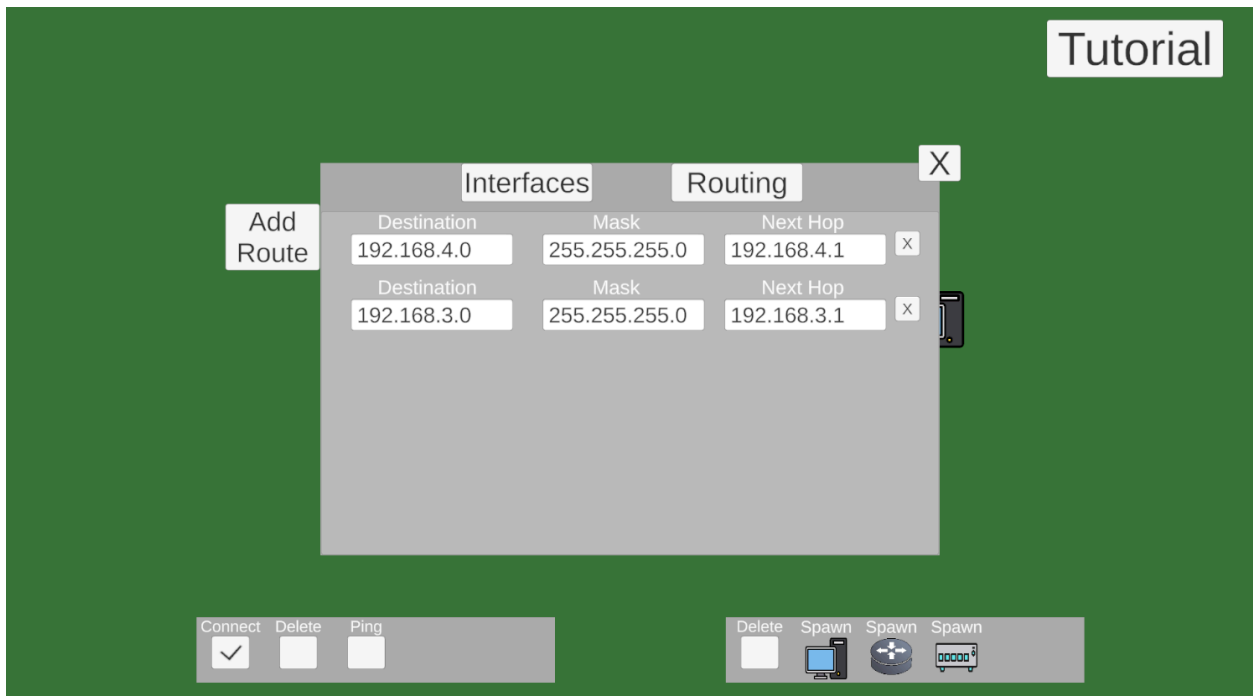 Tutorial
X
Interfaces Routing
Add
Route
Destination Mask Next Hop
192.168.4.0 255.255.255.0 192.168.4.1 X
Destination Mask Next Hop
192.168.3.0 255.255.255.0 192.168.3.1 X
Connect Delete Ping
Delete Spawn Spawn Spawn